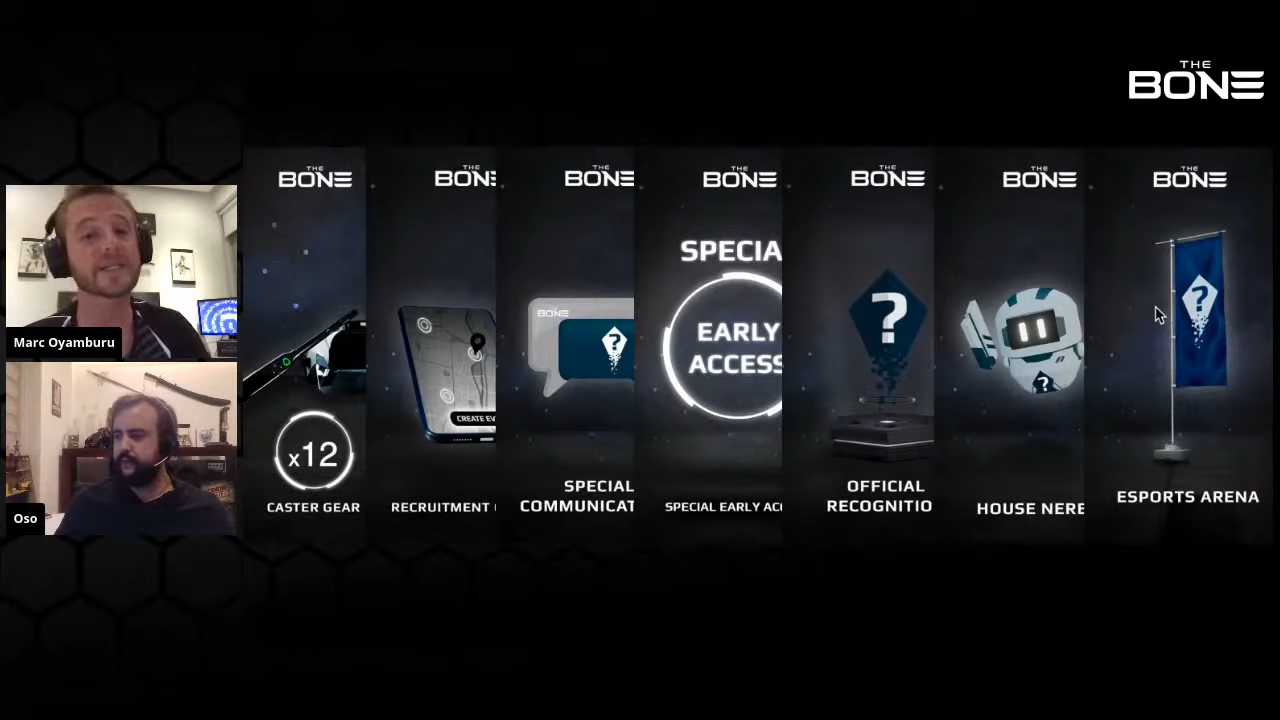 THE
BONE
Marc Oyamburu
Oso
THE
BONE
x12
CASTER GEAR
THE
BON
CREATE EV
RECRUITMENT
THE
BONE
BONE
?
SPECIAL
COMMUNICAT
THE
BONE
SPECIA
EARLY
ACCESS
SPECIAL EARLY ACC
THE
BONE
?
OFFICIAL
RECOGNITIO
THE
BONE
?
HOUSE NERE
THE
BONE
?
ESPORTS ARENA